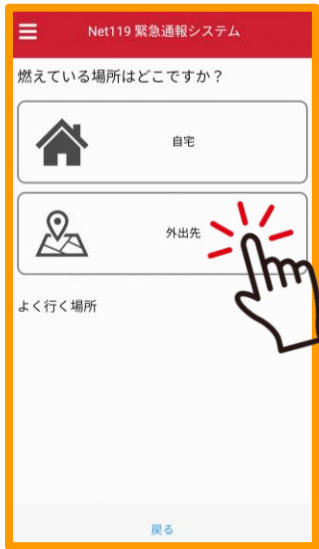 Net119 緊急通報システム
燃えている場所はどこですか？
自宅
外出先
よく行く場所
戻る